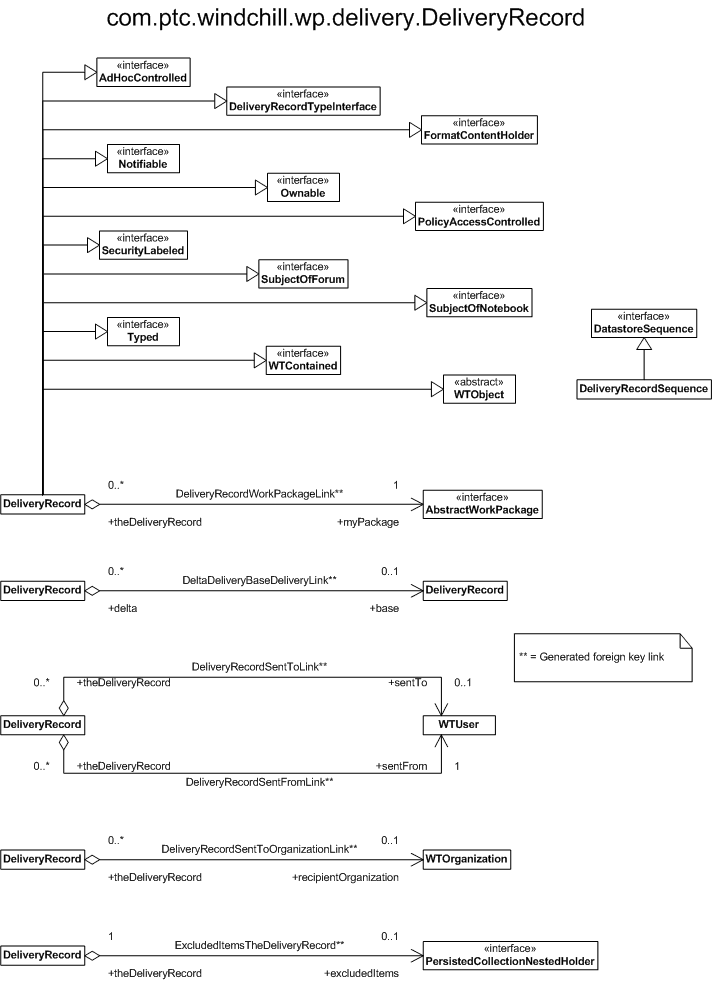 com.ptc.windchill.wp.delivery.DeliveryRecord
«interface»
AdHocControlled
«interface»
DeliveryRecordTypeInterface
«interface»
FormatContentHolder
«interface»
Notifiable
«interface»
Ownable
«interface»
PolicyAccessControlled
«interface»
SecurityLabeled
«interface»
SubjectOfForum
«interface»
SubjectOfNotebook
«interface»
DatastoreSequence
«interface»
Typed
«interface»
WTContained
«abstract»
WTObject
DeliveryRecordSequence
0..*
DeliveryRecordWorkPackageLink**
1
DeliveryRecord
«interface»
AbstractWorkPackage
+theDeliveryRecord
+myPackage
0..*
DeltaDeliveryBaseDeliveryLink**
0..1
DeliveryRecord
DeliveryRecord
+delta
+base
** = Generated foreign key link
DeliveryRecordSentToLink**
0..*
+theDeliveryRecord
+sentTo
0..1
DeliveryRecord
WTUser
0..*
+theDeliveryRecord
+sentFrom
1
DeliveryRecordSentFromLink**
0..*
DeliveryRecordSentToOrganizationLink**
0..1
DeliveryRecord
WTOrganization
+theDeliveryRecord
+recipientOrganization
1
ExcludedItemsTheDeliveryRecord**
0..1
DeliveryRecord
«interface»
PersistedCollectionNestedHolder
+theDeliveryRecord
+excludedItems